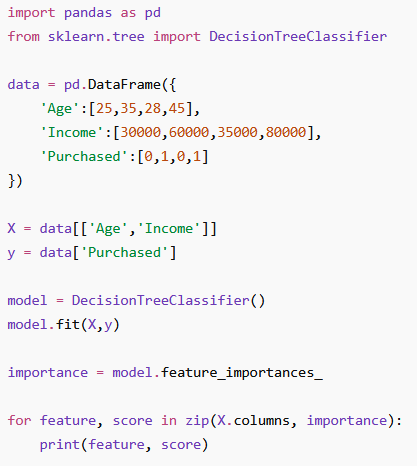 import pandas as pd
from sklearn.tree import DecisionTreeClassifier

data = pd.DataFrame({
    'Age':[25,35,28,45],
    'Income':[30000,60000,35000,80000],
    'Purchased':[0,1,0,1]
})

X = data[['Age','Income']]
y = data['Purchased']

model = DecisionTreeClassifier()
model.fit(X,y)

importance = model.feature_importances_

for feature, score in zip(X.columns, importance):
    print(feature, score)